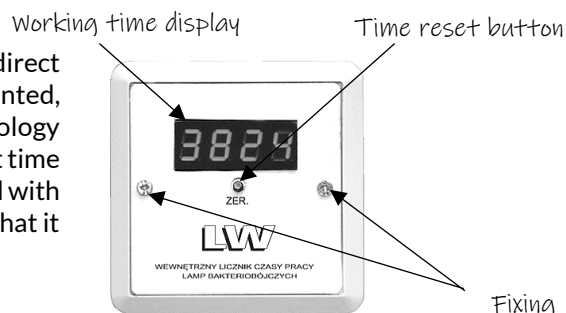 Working time display
Time reset button
direct
nted,
ology
t time
with
hat it
3824
ZER.
LW
WEWNĘTRZNY LICZNIK CZASY PRACY
LAMP BAKTERIOBÓJCZYCH
Fixing